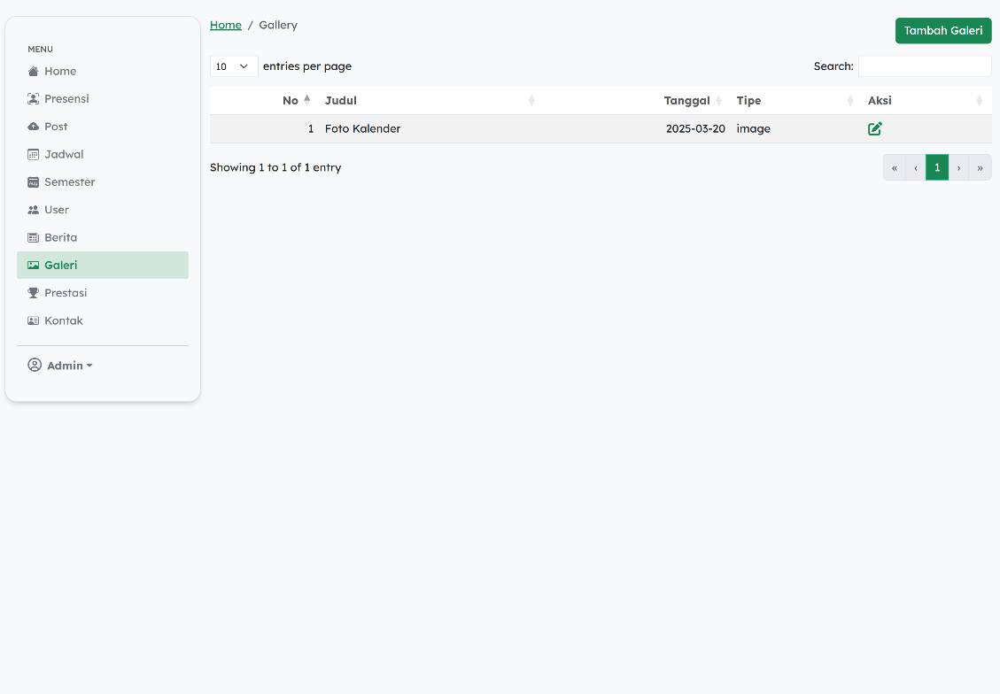 MENU
Home
Presensi
Post
Jadwal
Semester
User
Berita
Galeri
Prestasi
Kontak
Admin
Home / Gallery
Tambah Galeri
10 entries per page
Search:
No Judul Tanggal Tipe Aksi
1 Foto Kalender 2025-03-20 image
Showing 1 to 1 of 1 entry
« ‹ 1 › »